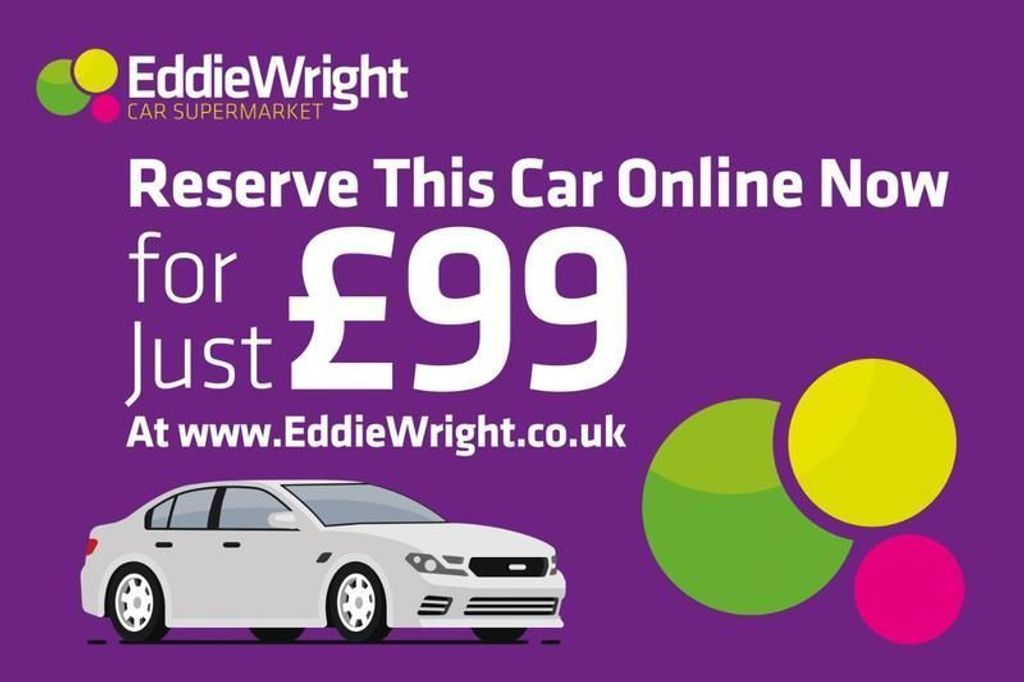 EddieWright
CAR SUPERMARKET
Reserve This Car Online Now
for
Just £99
At www.EddieWright.co.uk